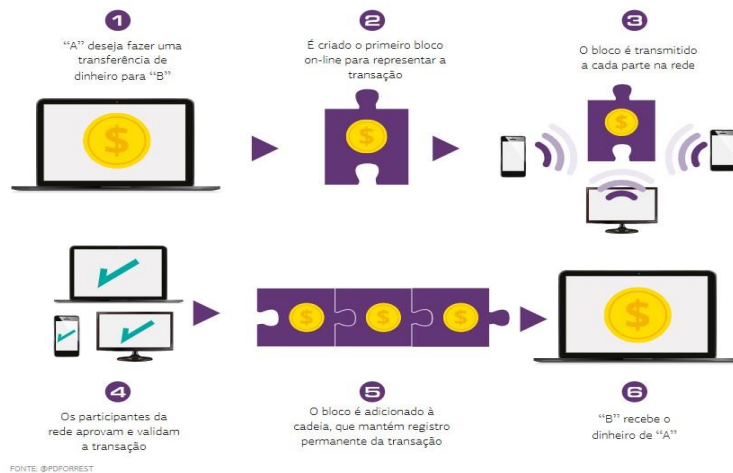 1
"A" deseja fazer uma
transferência de
dinheiro para "B"
2
É criado o primeiro bloco
on-line para representar a
transação
3
O bloco é transmitido
a cada parte na rede
$
$
$
$
$
$
4
Os participantes da
rede aprovam e validam
a transação
5
O bloco é adicionado à
cadeia, que mantém registro
permanente da transação
6
"B" recebe o
dinheiro de "A"
FONTE: @PDFORREST